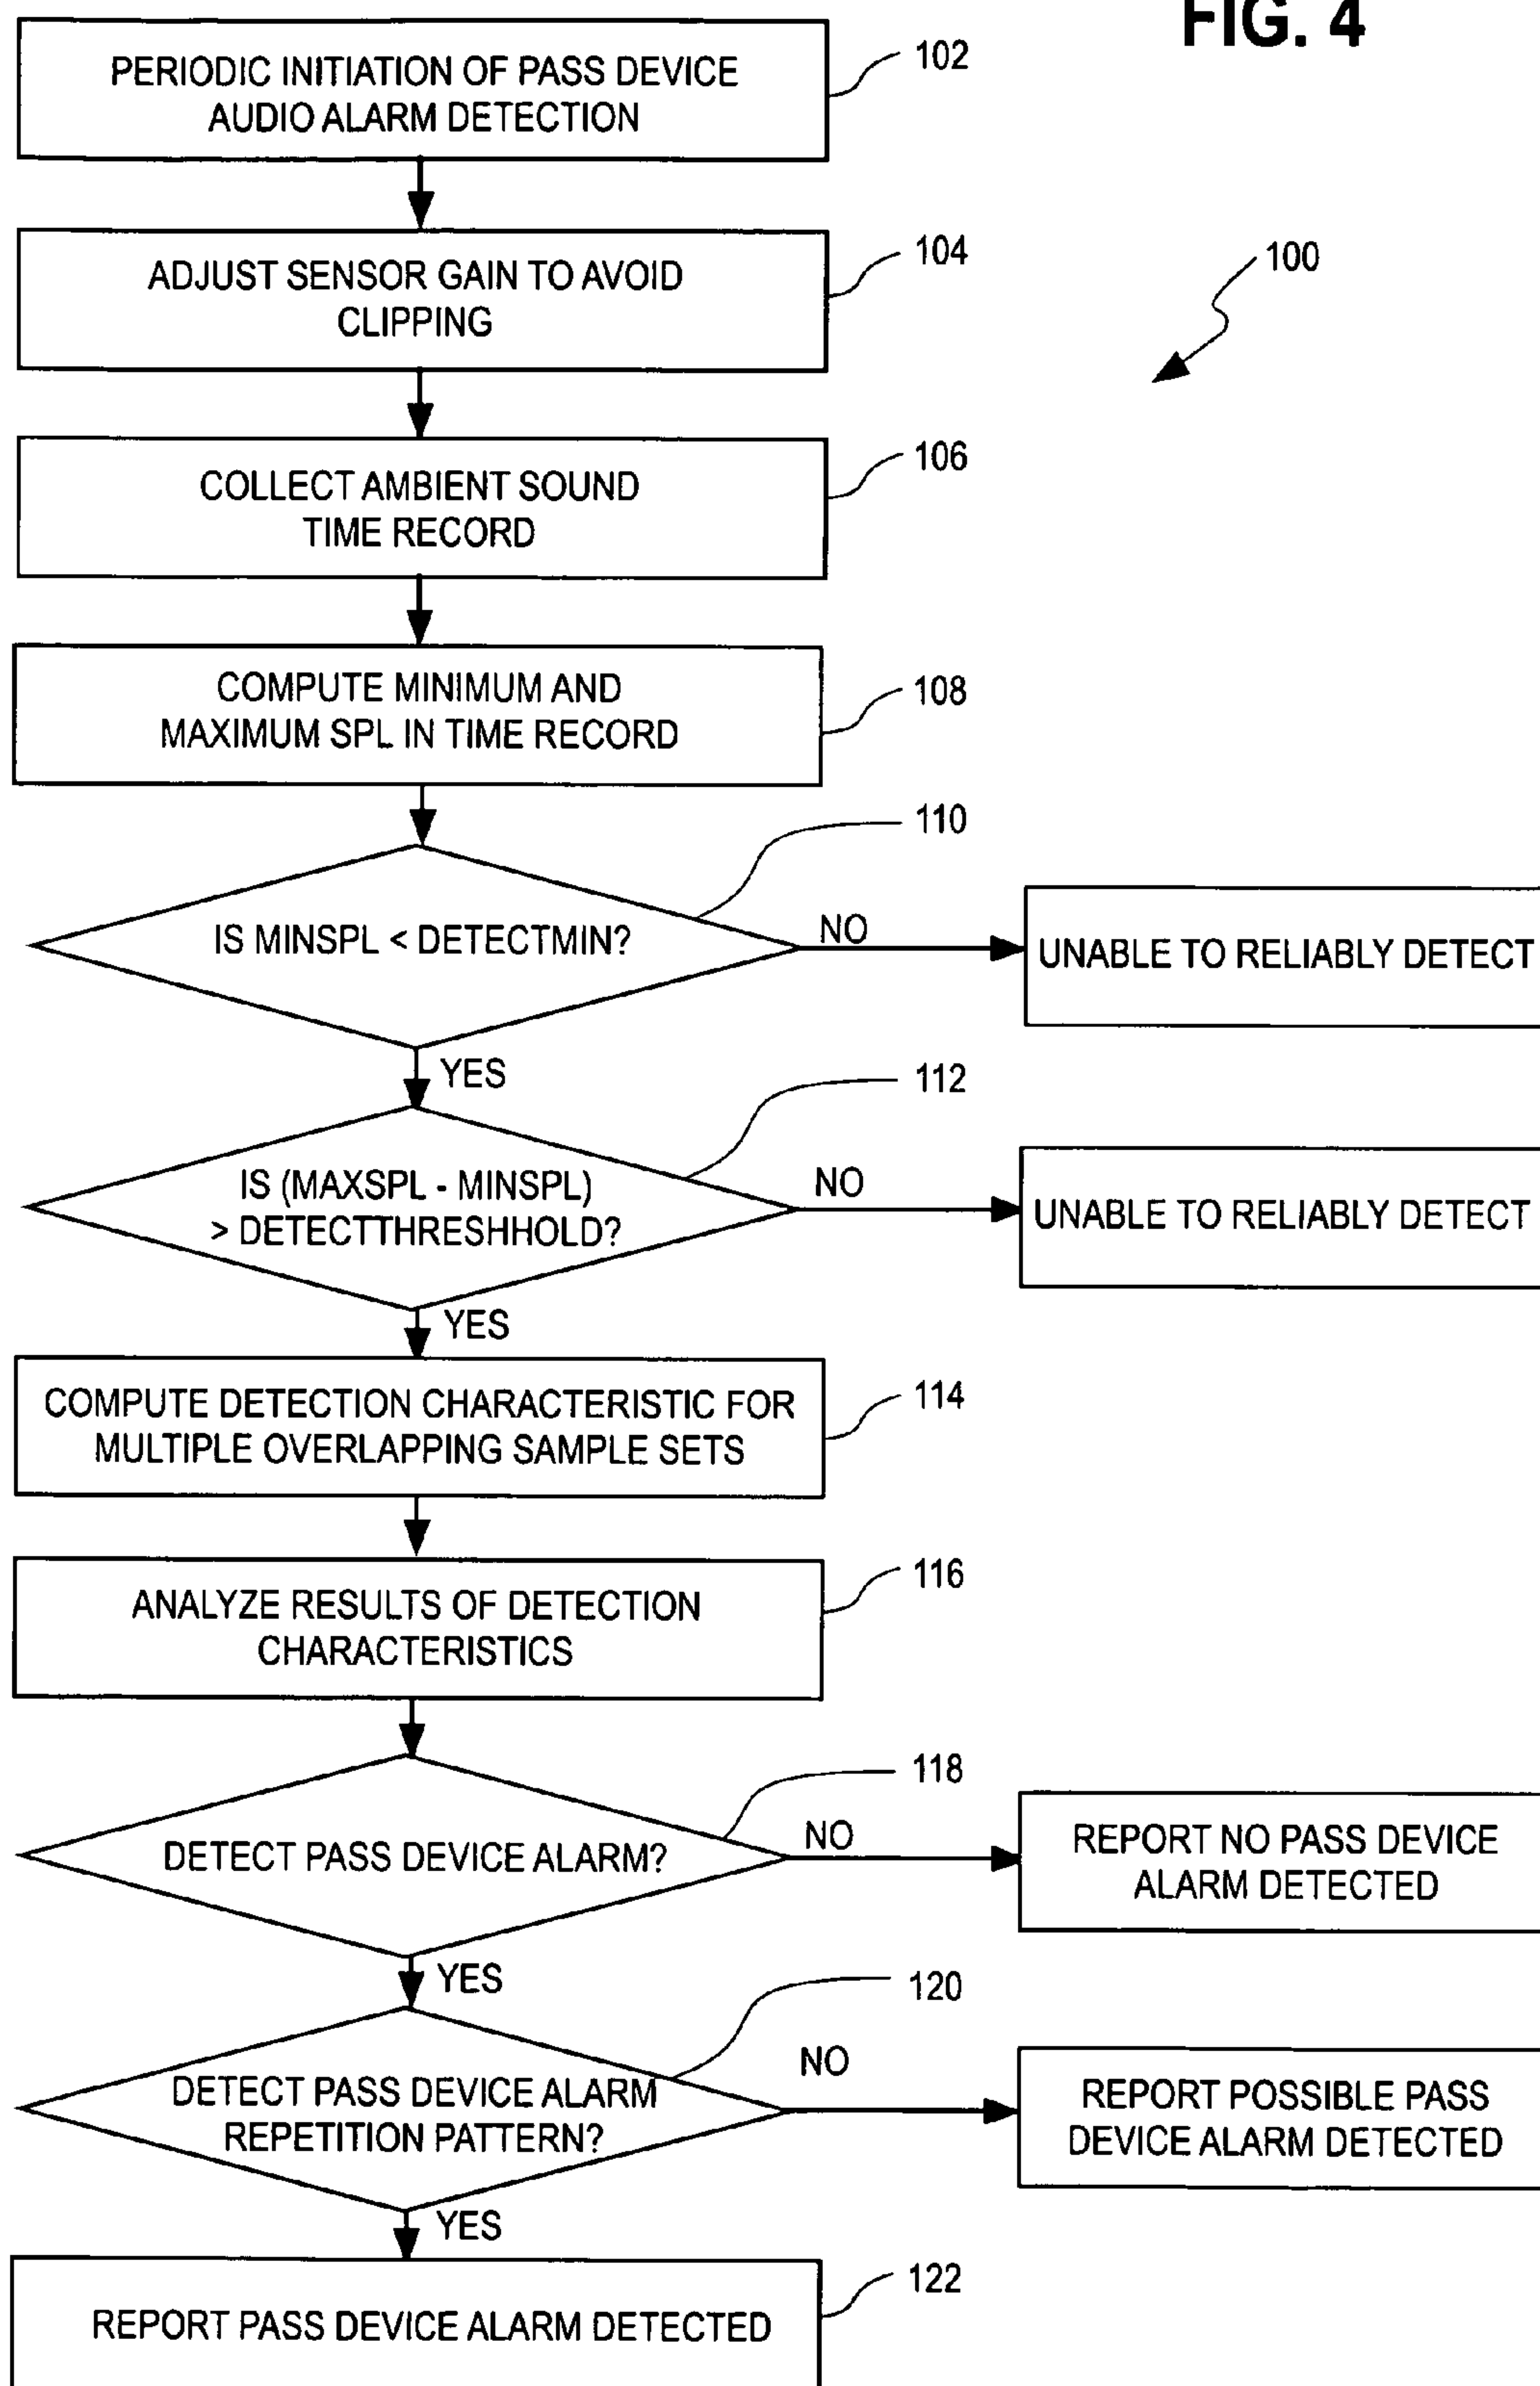 FIG. 4
PERIODIC INITIATION OF PASS DEVICE
AUDIO ALARM DETECTION
102
ADJUST SENSOR GAIN TO AVOID
CLIPPING
104
100
COLLECT AMBIENT SOUND
TIME RECORD
106
COMPUTE MINIMUM AND
MAXIMUM SPL IN TIME RECORD
108
110
IS MINSPL < DETECTMIN?
NO
UNABLE TO RELIABLY DETECT
YES
112
IS (MAXSPL - MINSPL)
> DETECTTHRESHHOLD?
NO
UNABLE TO RELIABLY DETECT
YES
COMPUTE DETECTION CHARACTERISTIC FOR
MULTIPLE OVERLAPPING SAMPLE SETS
114
ANALYZE RESULTS OF DETECTION
CHARACTERISTICS
116
118
DETECT PASS DEVICE ALARM?
NO
REPORT NO PASS DEVICE
ALARM DETECTED
YES
120
DETECT PASS DEVICE ALARM
REPETITION PATTERN?
NO
REPORT POSSIBLE PASS
DEVICE ALARM DETECTED
YES
122
REPORT PASS DEVICE ALARM DETECTED